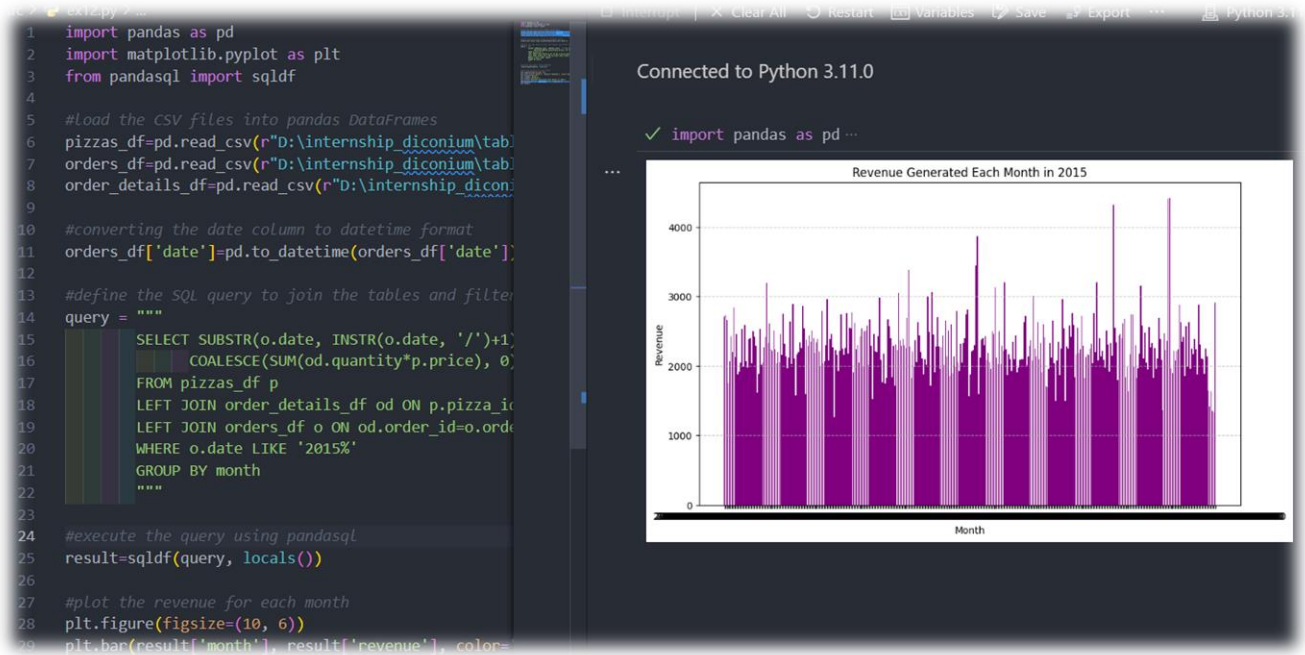 ex12.py
1 import pandas as pd
2 import matplotlib.pyplot as plt
3 from pandasql import sqldf
4
5 #load the CSV files into pandas DataFrames
6 pizzas_df=pd.read_csv(r"D:\internship_diconium\tabl
7 orders_df=pd.read_csv(r"D:\internship_diconium\tabl
8 order_details_df=pd.read_csv(r"D:\internship_diconi
9
10 #converting the date column to datetime format
11 orders_df['date']=pd.to_datetime(orders_df['date'])
12
13 #define the SQL query to join the tables and filter
14 query = """
15 SELECT SUBSTR(o.date, INSTR(o.date, '/')+1)
16 COALESCE(SUM(od.quantity*p.price), 0)
17 FROM pizzas_df p
18 LEFT JOIN order_details_df od ON p.pizza_id
19 LEFT JOIN orders_df o ON od.order_id=o.orde
20 WHERE o.date LIKE '2015%'
21 GROUP BY month
22 """
23
24 #execute the query using pandasql
25 result=sqldf(query, locals())
26
27 #plot the revenue for each month
28 plt.figure(figsize=(10, 6))
29 plt.bar(result['month'], result['revenue'], color=
Interrupt | Clear All Restart Variables Save Export ... Python 3.1
Connected to Python 3.11.0
import pandas as pd ...
...
Revenue Generated Each Month in 2015
4000
3000
2000
1000
0
Revenue
Month